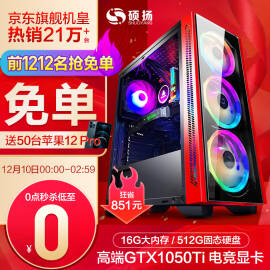 京东旗舰机皇
热销21万+台
硕扬
SHUOYANG
前1212名抢免单
免单
送50台苹果12 Pro
12月10日00:00-02:59
0点秒杀低至
0元
狂省
851元
16G大内存/512G固态硬盘
高端GTX1050Ti 电竞显卡